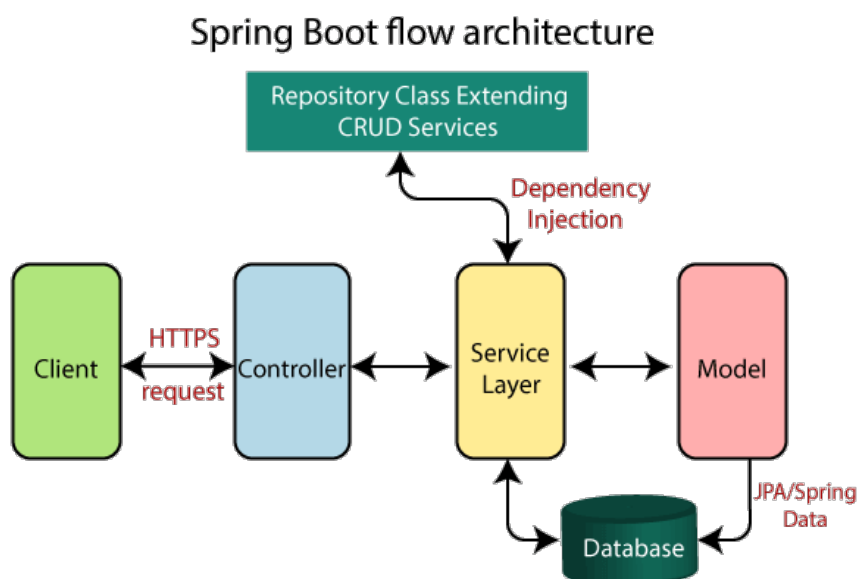 Spring Boot flow architecture
Repository Class Extending
CRUD Services
Dependency
Injection
Client
HTTPS
request
Controller
Service
Layer
Model
JPA/Spring
Data
Database